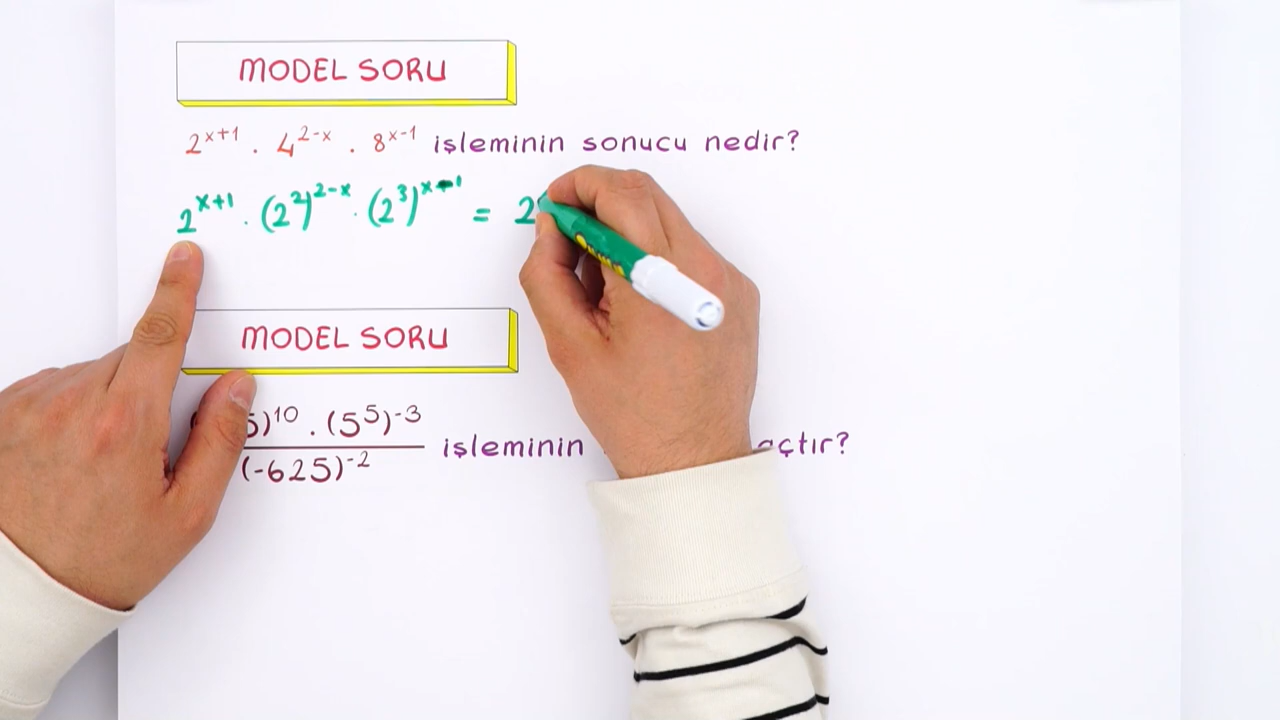 MODEL SORU
2^{x+1} . 4^{2-x} . 8^{x-1} işleminin sonucu nedir?
2^{x+1} . (2^2)^{2-x} . (2^3)^{x-1} = 2
MODEL SORU
5)^{10} . (5^5)^{-3}
işleminin açtır?
(-625)^{-2}